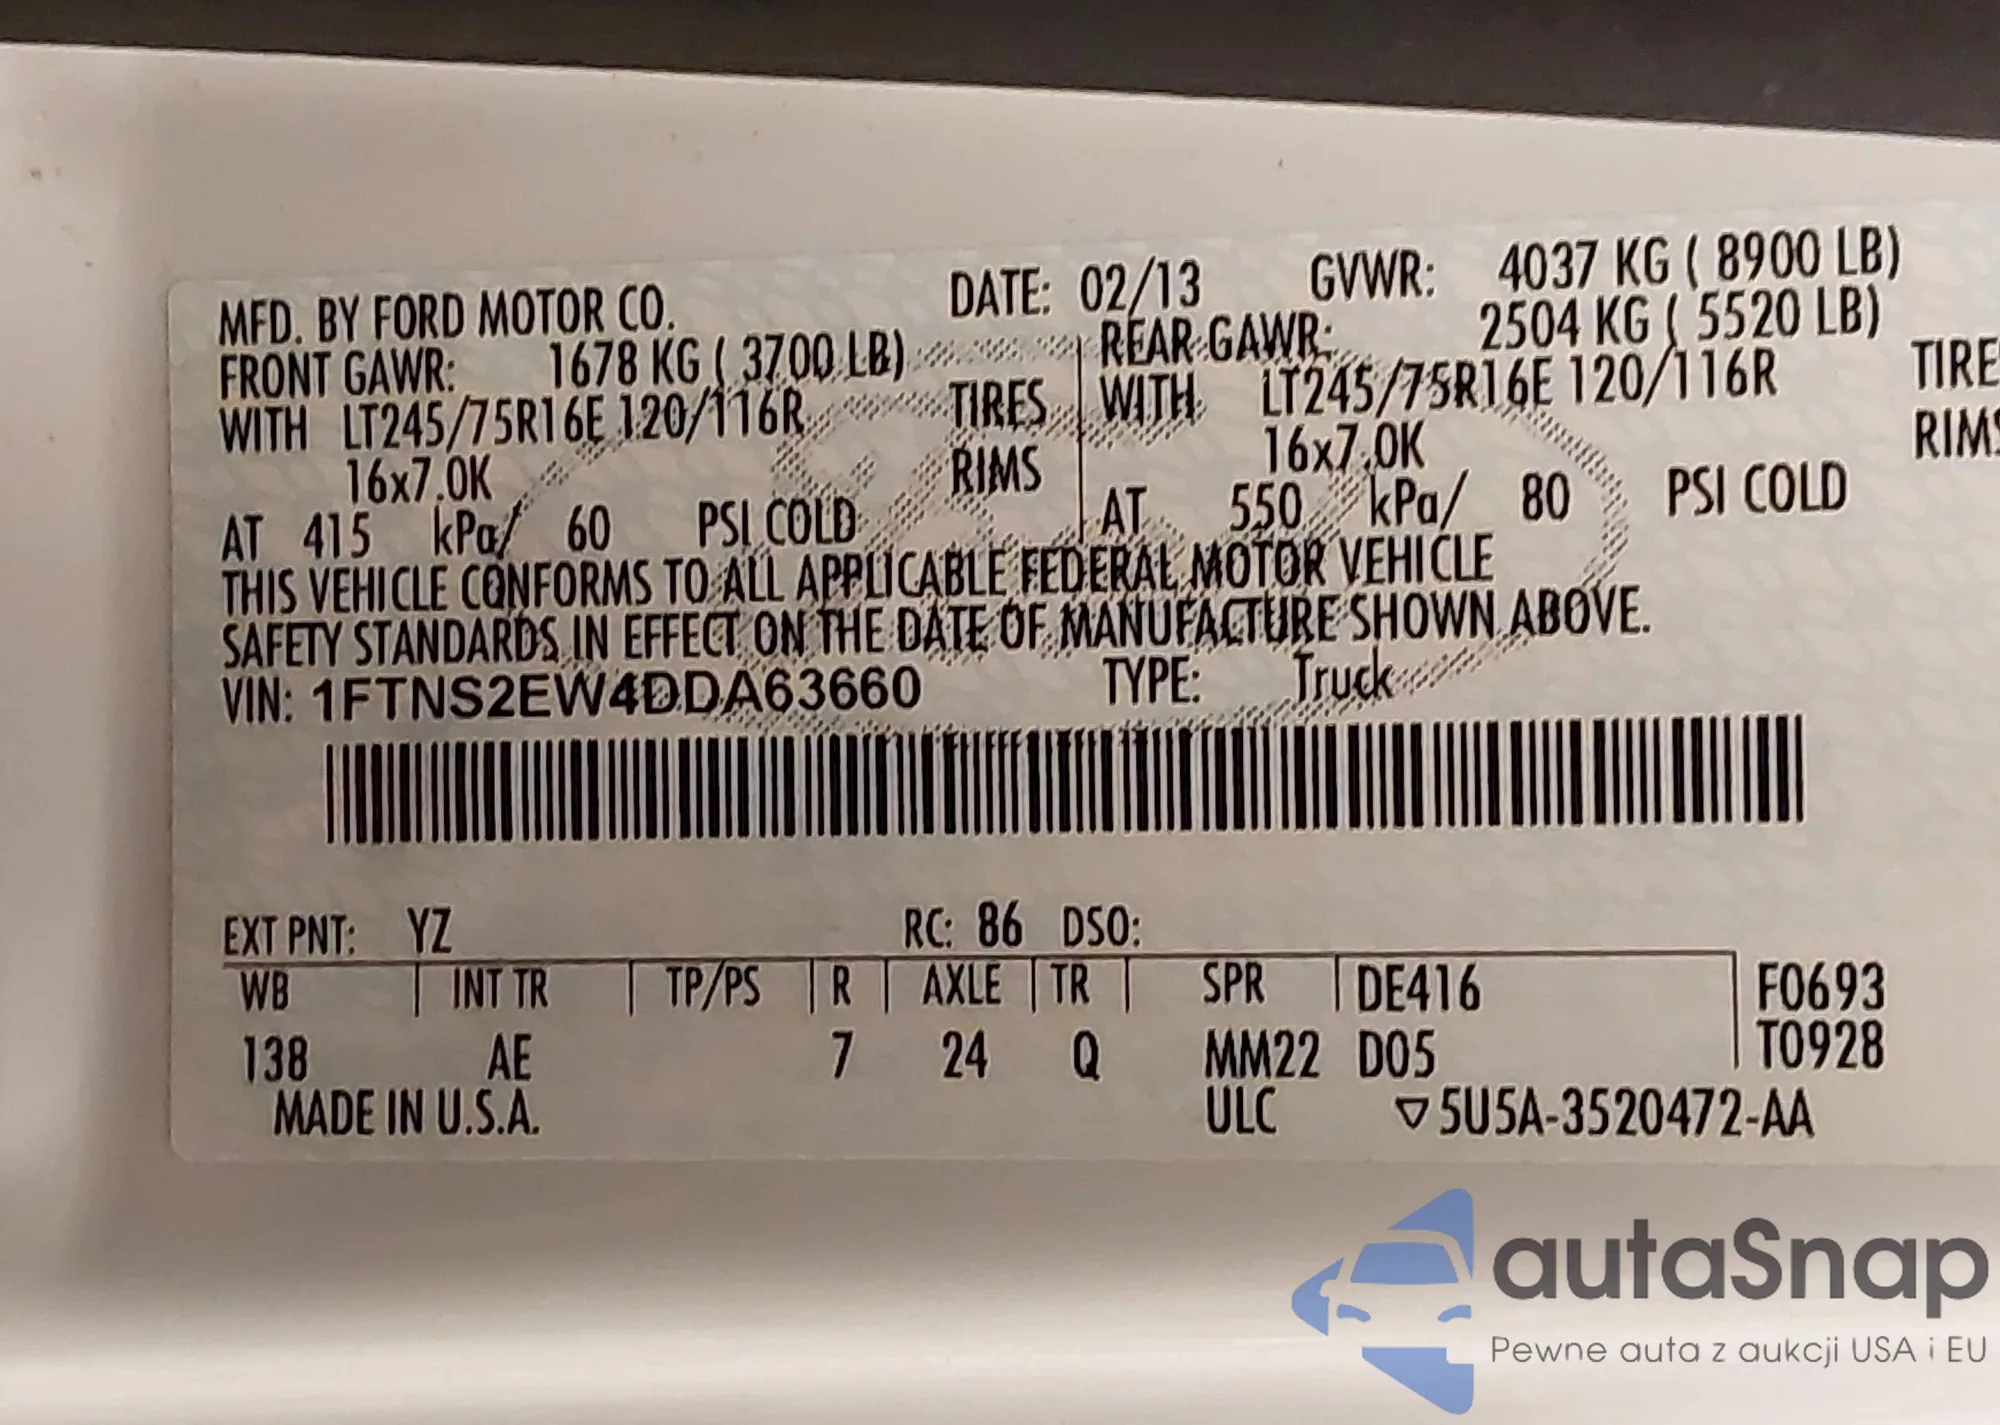 MFD. BY FORD MOTOR CO. DATE: 02/13 GVWR: 4037 KG ( 8900 LB)
FRONT GAWR: 1678 KG ( 3700 LB) REAR GAWR: 2504 KG ( 5520 LB)
WITH LT245/75R16E 120/116R TIRES WITH LT245/75R16E 120/116R TIRE
16x7.0K RIMS 16x7.0K RIMS
AT 415 kPa/ 60 PSI COLD AT 550 kPa/ 80 PSI COLD
THIS VEHICLE CONFORMS TO ALL APPLICABLE FEDERAL MOTOR VEHICLE
SAFETY STANDARDS IN EFFECT ON THE DATE OF MANUFACTURE SHOWN ABOVE.
VIN: 1FTNS2EW4DDA63660 TYPE: Truck
EXT PNT: YZ RC: 86 DSO:
WB INT TR TP/PS R AXLE TR SPR DE416 F0693
138 AE 7 24 Q MM22 D05 T0928
MADE IN U.S.A. ULC ▽5U5A-3520472-AA
autaSnap
Pewne auta z aukcji USA i EU